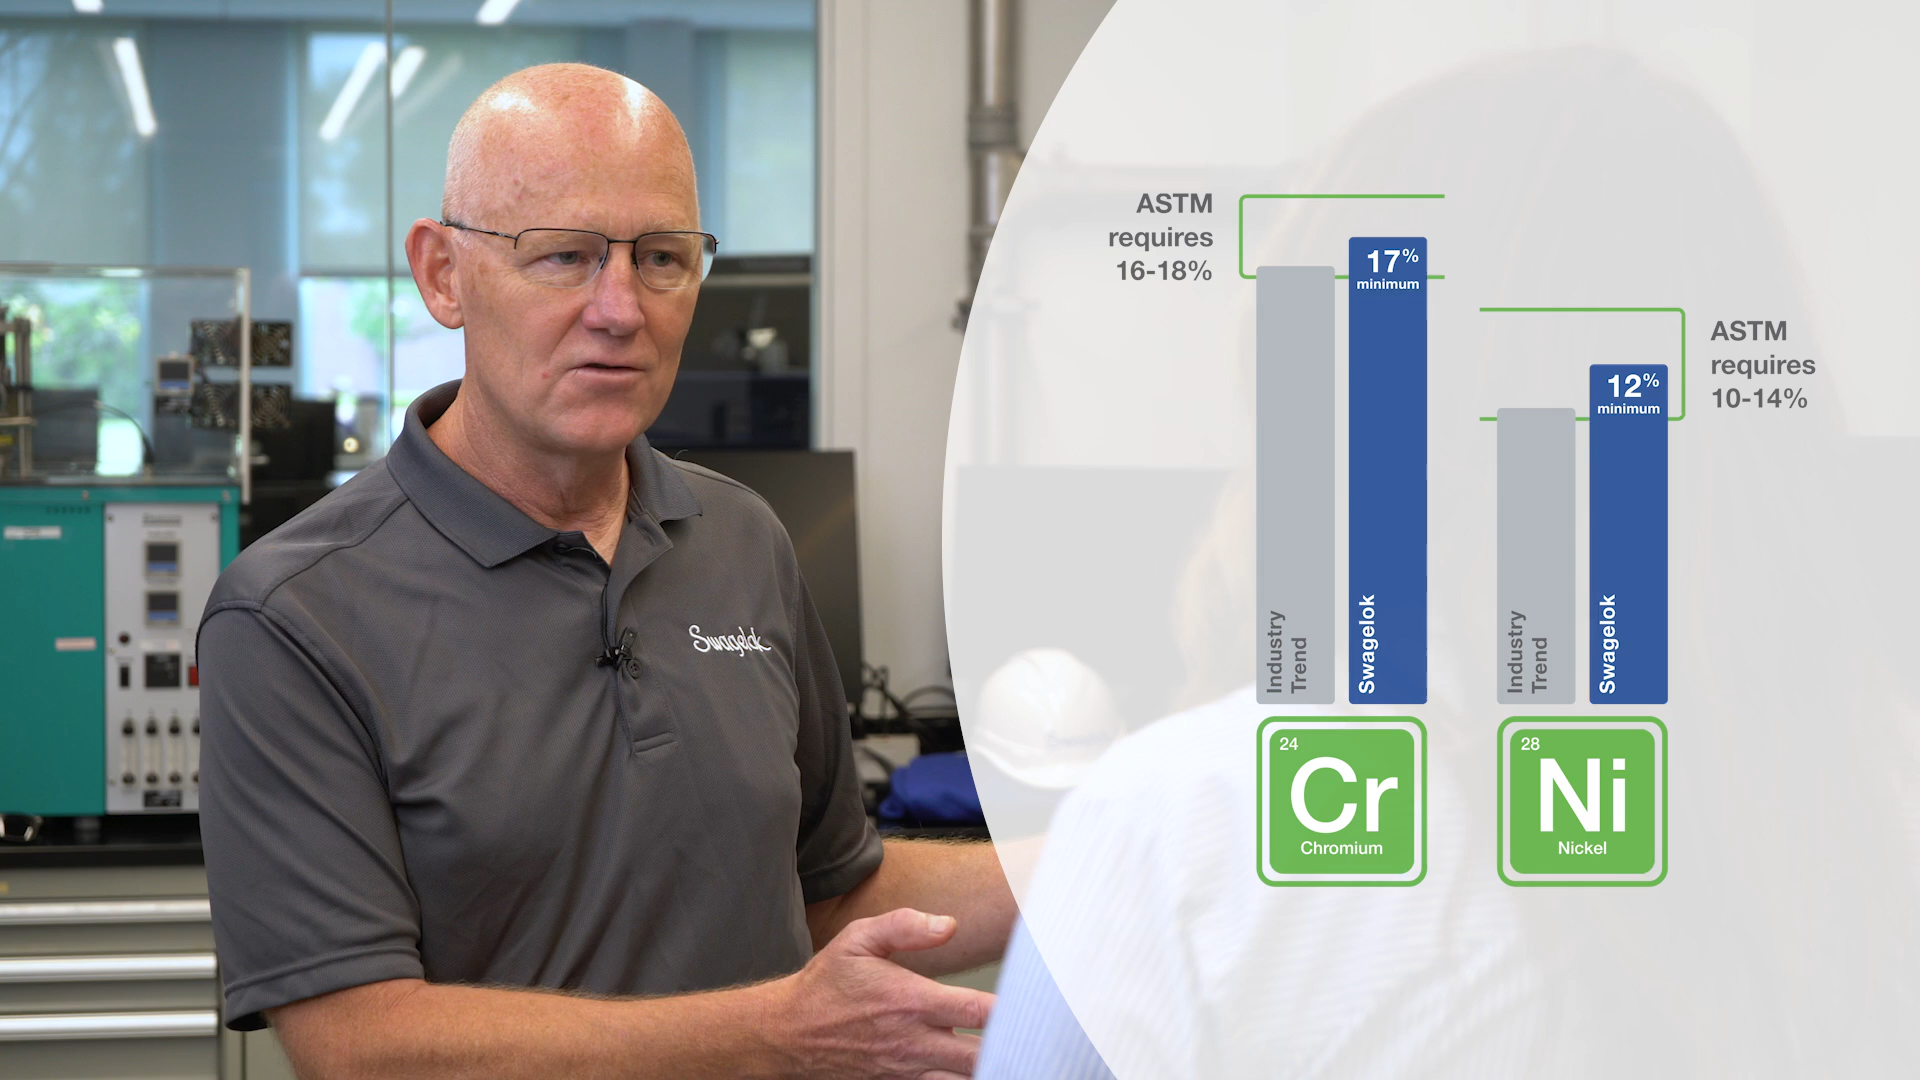 Swagelok
ASTM
requires
16-18%
17%
minimum
Industry
Trend
Swagelok
24
Cr
Chromium
ASTM
requires
10-14%
12%
minimum
Industry
Trend
Swagelok
28
Ni
Nickel